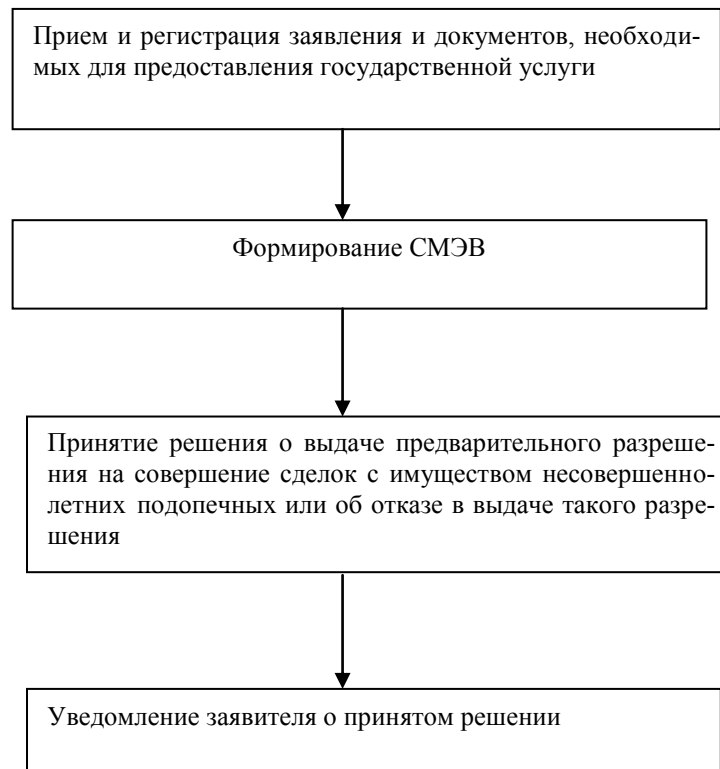 Прием и регистрация заявления и документов, необходи-
мых для предоставления государственной услуги
Формирование СМЭВ
Принятие решения о выдаче предварительного разреше-
ния на совершение сделок с имуществом несовершенно-
летних подопечных или об отказе в выдаче такого разре-
шения
Уведомление заявителя о принятом решении